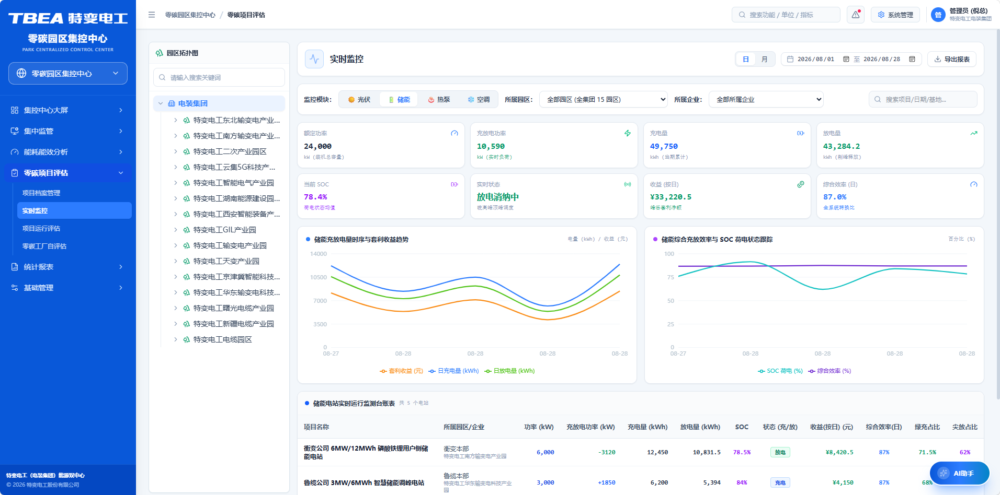 TBEA 特变电工
零碳园区集控中心
PARK CENTRALIZED CONTROL CENTER
零碳园区集控中心
集控中心大屏
集中监管
能耗能效分析
零碳项目评估
项目档案管理
实时监控
项目运行评估
零碳工厂自评估
统计报表
基础管理
特变电工（电装集团）能源双中心
© 2026 特变电工股份有限公司
零碳园区集控中心 / 零碳项目评估
搜索功能 / 单位 / 指标
系统管理
管
管理员 (倪总)
特变电工电装集团
园区拓扑图
请输入搜索关键词
电装集团
特变电工东北输变电产业...
特变电工南方输变电产业...
特变电工二次产业园区
特变电工云集5G科技产...
特变电工智能电气产业园
特变电工湖南能源建设园...
特变电工西安智能装备产...
特变电工GIL产业园
特变电工输变电产业园
特变电工天变产业园
特变电工京津冀智能科技...
特变电工华东输变电科技...
特变电工曙光电缆产业园
特变电工新疆电缆产业园
特变电工电缆园区
实时监控
日 月
2026/08/01 至 2026/08/28
导出报表
监控模块: 光伏 储能 热泵 空调
所属园区: 全部园区 (全集团 15 园区)
所属企业: 全部所属企业
搜索项目/日期/基地...
额定功率
24,000
kW (装机总容量)
充放电功率
10,590
kW (实时负荷)
充电量
49,750
kWh (当期累计)
放电量
43,284.2
kWh (削峰释放)
当前 SOC
78.4%
荷电状态均值
实时状态
放电消纳中
晚高峰顶峰调度
收益 (按日)
¥33,220.5
峰谷套利净额
综合效率 (日)
87.0%
全系统转换比
储能充放电量时序与套利收益趋势
电量 (kWh) / 收益 (元)
14000
10500
7000
3500
0
08-27 08-28 08-28 08-28 08-28
套利收益 (元) 日充电量 (kWh) 日放电量 (kWh)
储能综合充放效率与 SOC 荷电状态跟踪
百分比 (%)
100
75
50
25
0
08-27 08-28 08-28 08-28 08-28
SOC 荷电 (%) 综合效率 (%)
储能电站实时运行监测台账表 共 5 个电站
项目名称 所属园区/企业 功率 (kW) 充放电功率 (kW) 充电量 (kWh) 放电量 (kWh) SOC 状态 (充/放) 收益(按日) (元) 综合效率(日) 绿充占比 尖放占比
衡变公司 6MW/12MWh 磷酸铁锂用户侧储能电站 衡变本部 特变电工南方输变电产业园 6,000 -3120 12,450 10,831.5 78.5% 放电 ¥8,420.5 87% 71.5% 62%
鲁缆公司 3MW/6MWh 智慧储能调峰电站 鲁缆本部 特变电工华东输变电科技产业园 3,000 +1850 6,200 5,394 84% 充电 ¥4,150 87% 68%
AI助手